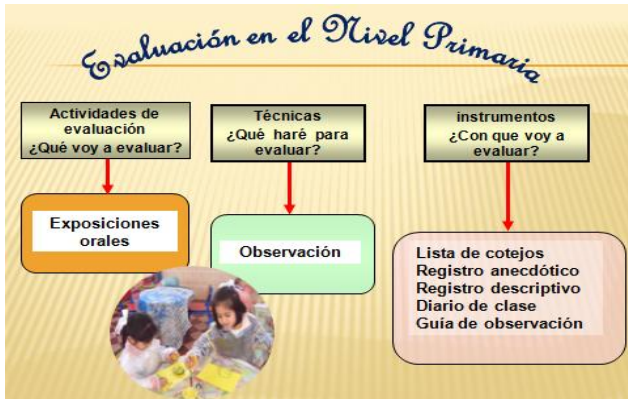 Evaluación en el Nivel Primaria
Actividades de
evaluación
¿Qué voy a evaluar?
Exposiciones
orales
Técnicas
¿Qué haré para
evaluar?
Observación
instrumentos
¿Con que voy a
evaluar?
Lista de cotejos
Registro anecdótico
Registro descriptivo
Diario de clase
Guía de observación